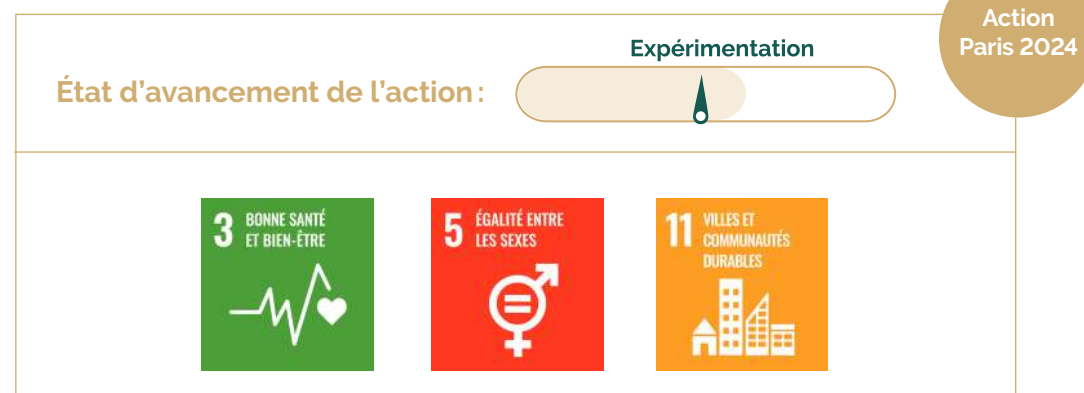 Action
Paris 2024
Expérimentation
État d'avancement de l'action :
3 BONNE SANTÉ
ET BIEN-ÊTRE
5 ÉGALITÉ ENTRE
LES SEXES
11 VILLES ET
COMMUNAUTÉS
DURABLES